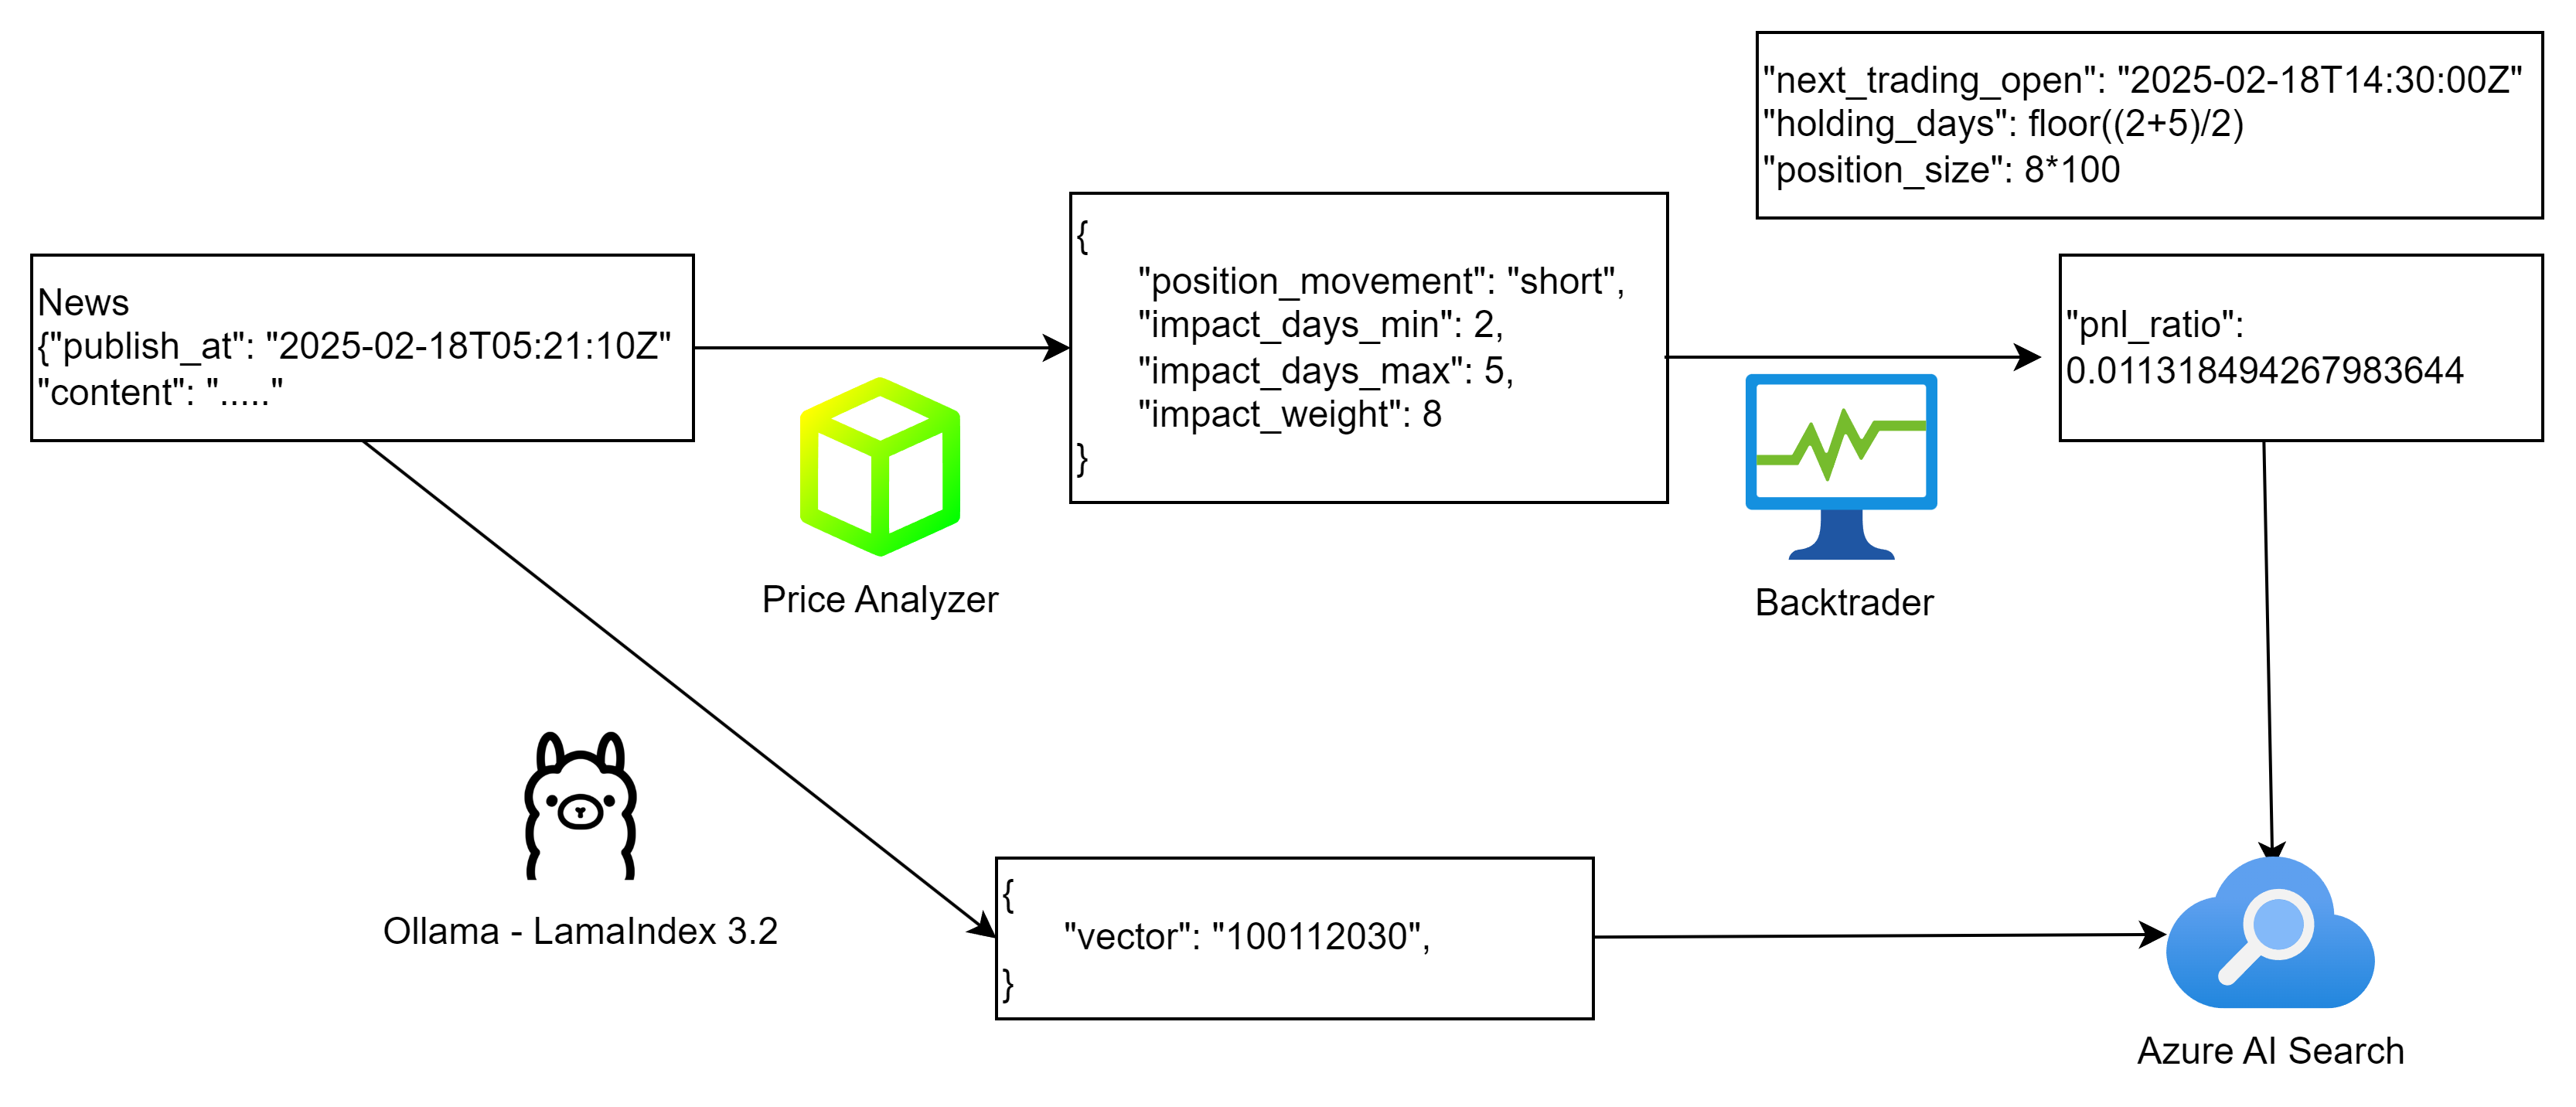 "next_trading_open": "2025-02-18T14:30:00Z"
"holding_days": floor((2+5)/2)
"position_size": 8*100
News
{"publish_at": "2025-02-18T05:21:10Z"
"content": "....."
{
"position_movement": "short",
"impact_days_min": 2,
"impact_days_max": 5,
"impact_weight": 8
}
"pnl_ratio":
0.011318494267983644
Price Analyzer
Backtrader
Ollama - LamaIndex 3.2
{
"vector": "100112030",
}
Azure AI Search